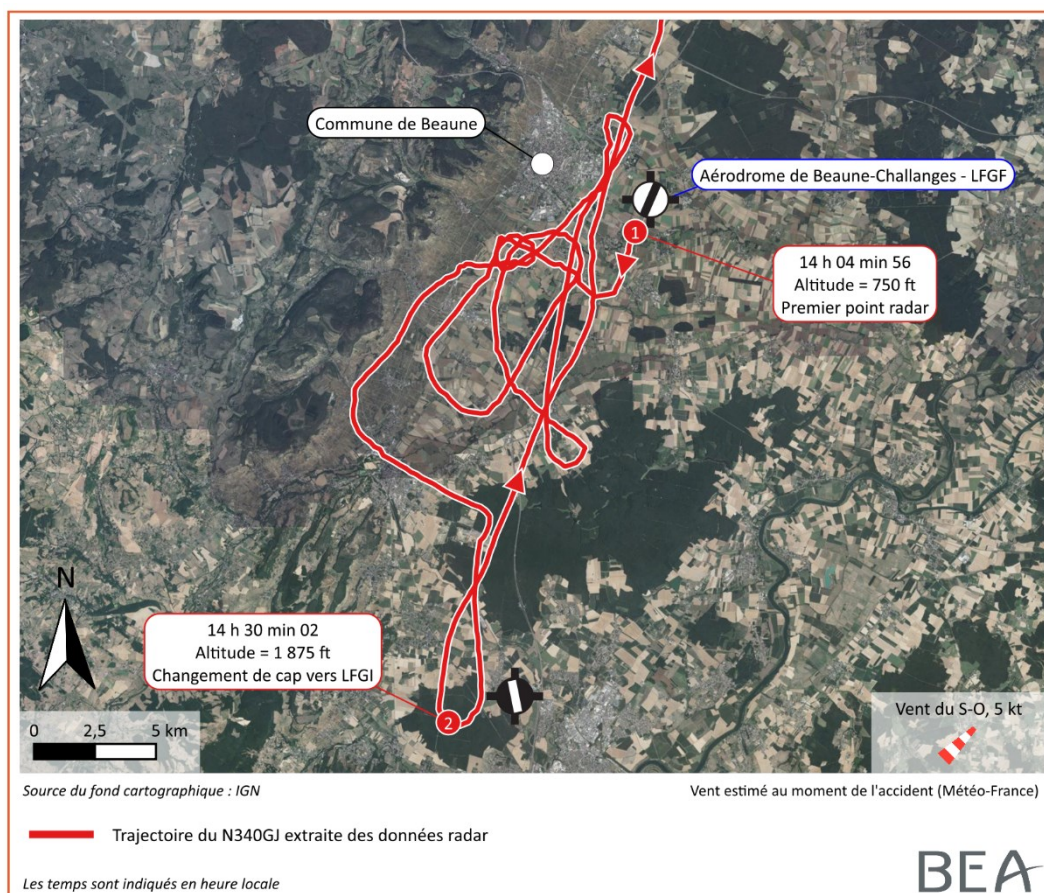 Commune de Beaune
Aérodrome de Beaune-Challanges - LFGF
1
14 h 04 min 56
Altitude = 750 ft
Premier point radar
N
14 h 30 min 02
Altitude = 1 875 ft
Changement de cap vers LFGI
2
0 2,5 5 km
Vent du S-O, 5 kt
Source du fond cartographique : IGN
Vent estimé au moment de l'accident (Météo-France)
Trajectoire du N340GJ extraite des données radar
Les temps sont indiqués en heure locale
BEA